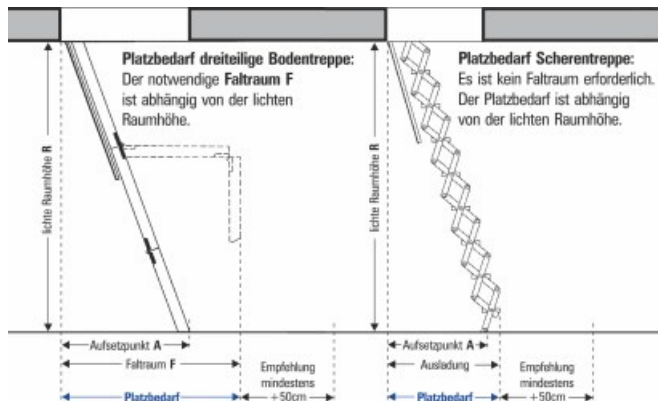 Platzbedarf dreiteilige Bodentreppe:
Der notwendige Faltraum F
ist abhängig von der lichten
Raumhöhe.
lichte Raumhöhe R
Aufsetzpunkt A
Faltraum F
Platzbedarf
Empfehlung
mindestens
+50cm
Platzbedarf Scherentreppe:
Es ist kein Faltraum erforderlich.
Der Platzbedarf ist abhängig
von der lichten Raumhöhe.
lichte Raumhöhe R
Aufsetzpunkt A
Ausladung
Platzbedarf
Empfehlung
mindestens
+50cm